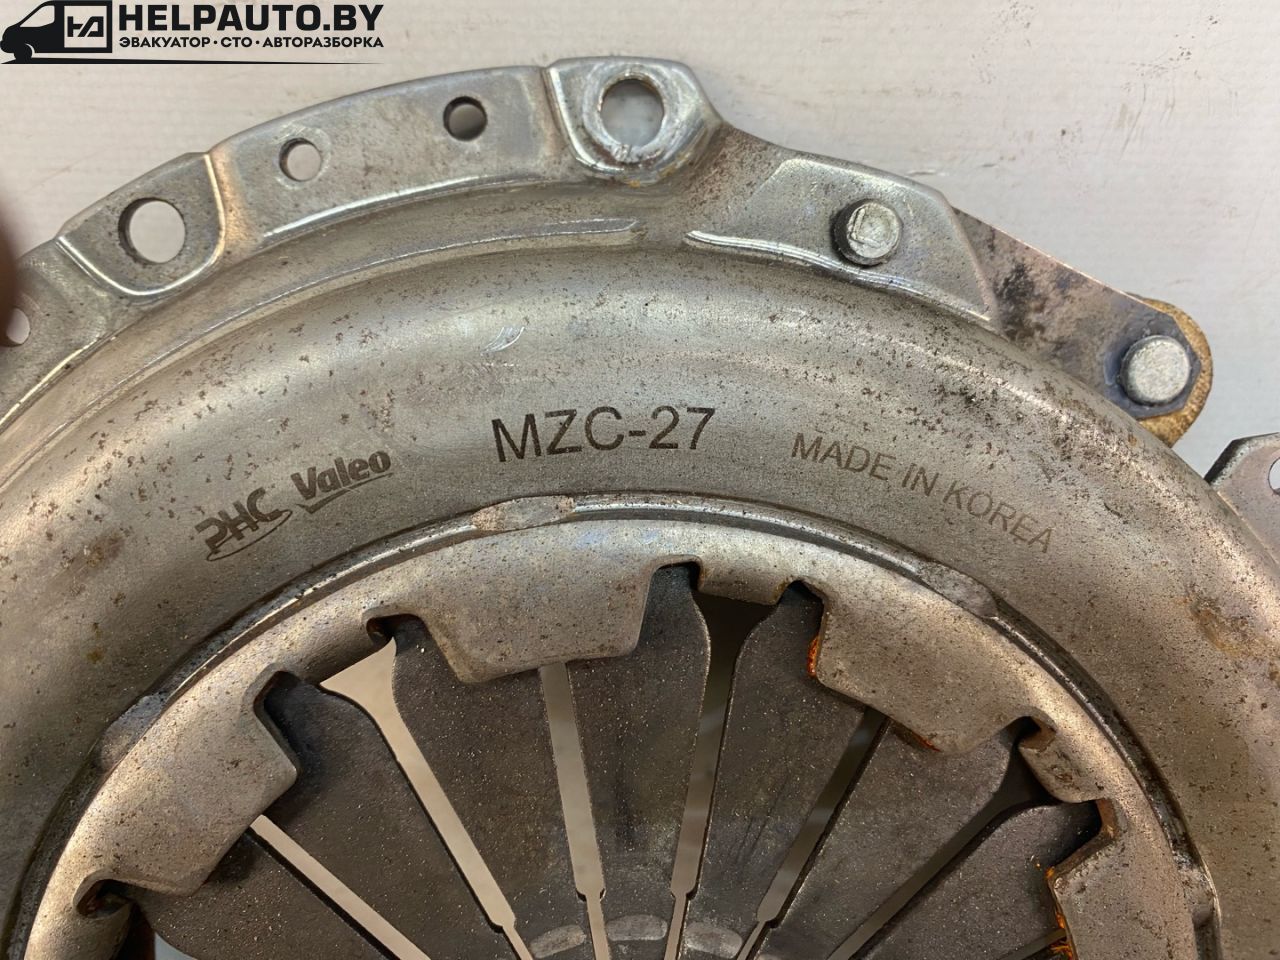 HELPAUTO.BY
ЭВАКУАТОР · СТО · АВТОРАЗБОРКА
MZC-27
PHC Valeo
MADE IN KOREA